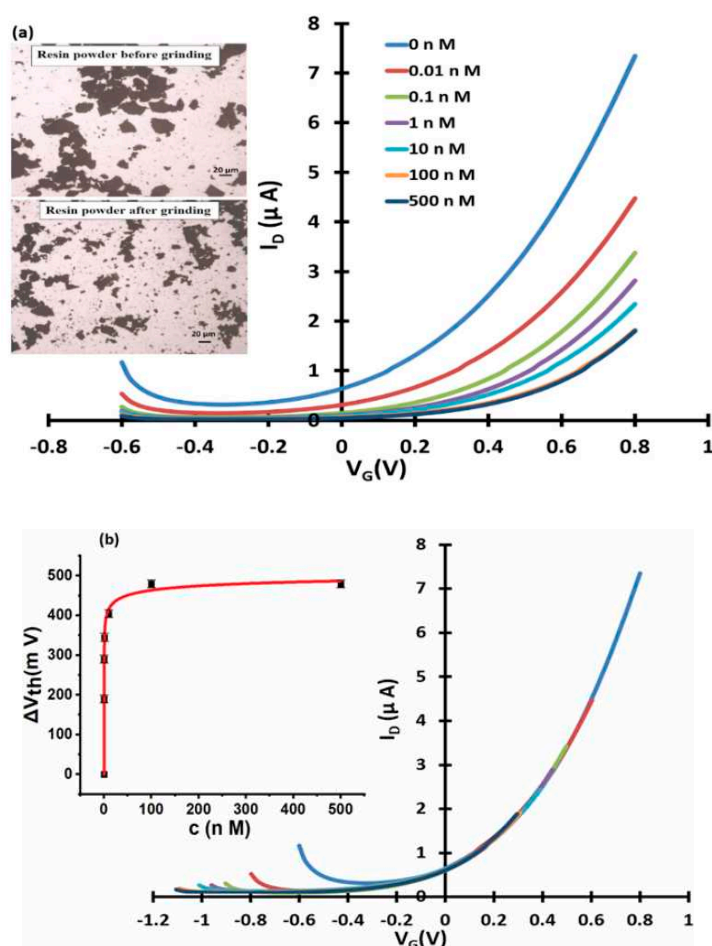 (a)
Resin powder before grinding
20 µm
Resin powder after grinding
20 µm
8
7
6
5
4
3
2
1
0
I_D (µ A)
0 n M
0.01 n M
0.1 n M
1 n M
10 n M
100 n M
500 n M
-0.8 -0.6 -0.4 -0.2 0 0.2 0.4 0.6 0.8 1
V_G(V)
(b)
500
400
300
200
100
0
ΔV_th(m V)
0 100 200 300 400 500
c (n M)
8
7
6
5
4
3
2
1
0
I_D (µ A)
-1.2 -1 -0.8 -0.6 -0.4 -0.2 0 0.2 0.4 0.6 0.8 1
V_G(V)